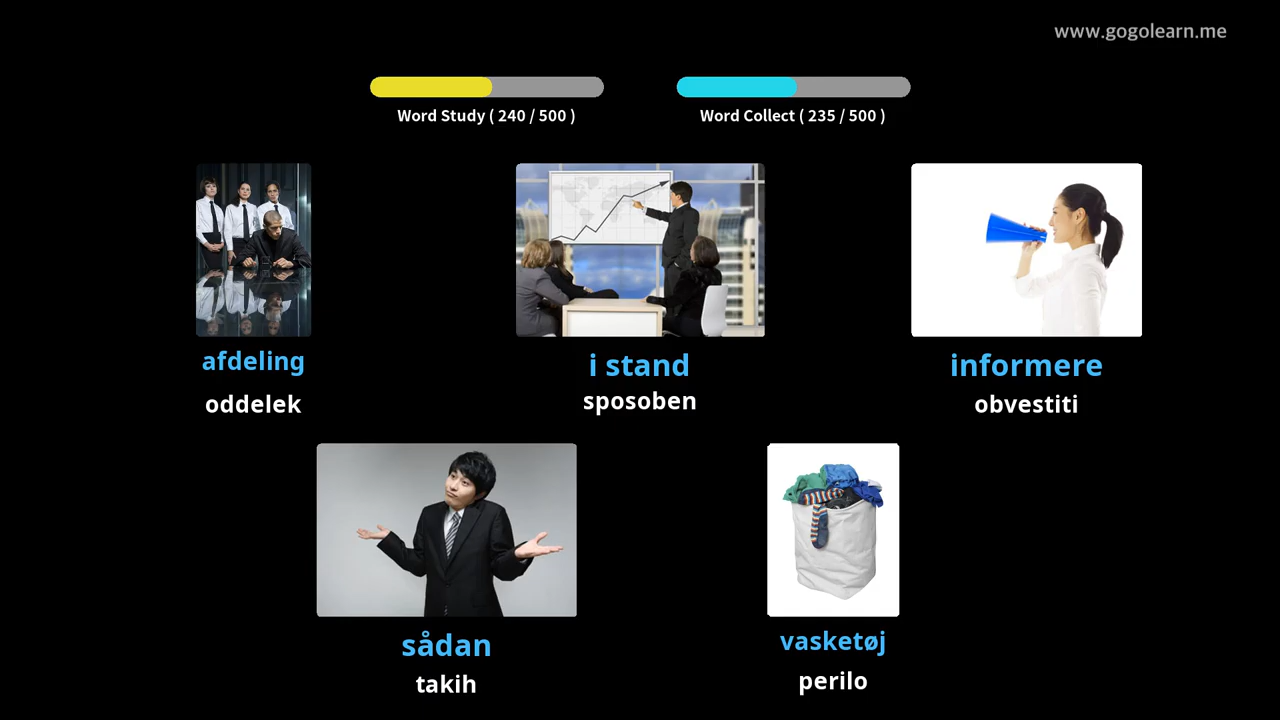 www.gogolearn.me
Word Study ( 240 / 500 )
Word Collect ( 235 / 500 )
afdeling
oddelek
i stand
sposoben
informere
obvestiti
sådan
takih
vasketøj
perilo